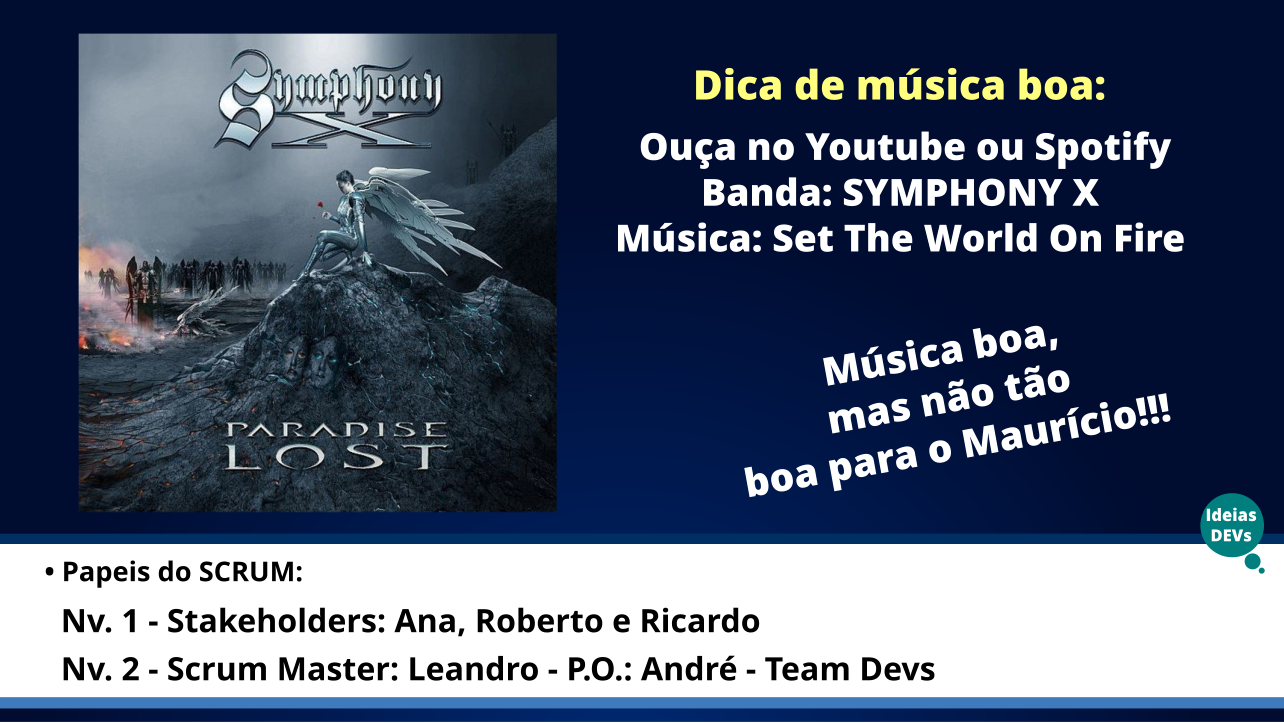 Symphony
X
PARADISE
LOST
Dica de música boa:
Ouça no Youtube ou Spotify
Banda: SYMPHONY X
Música: Set The World On Fire
Música boa,
mas não tão
boa para o Maurício!!!
Ideias
DEVs
• Papeis do SCRUM:
Nv. 1 - Stakeholders: Ana, Roberto e Ricardo
Nv. 2 - Scrum Master: Leandro - P.O.: André - Team Devs